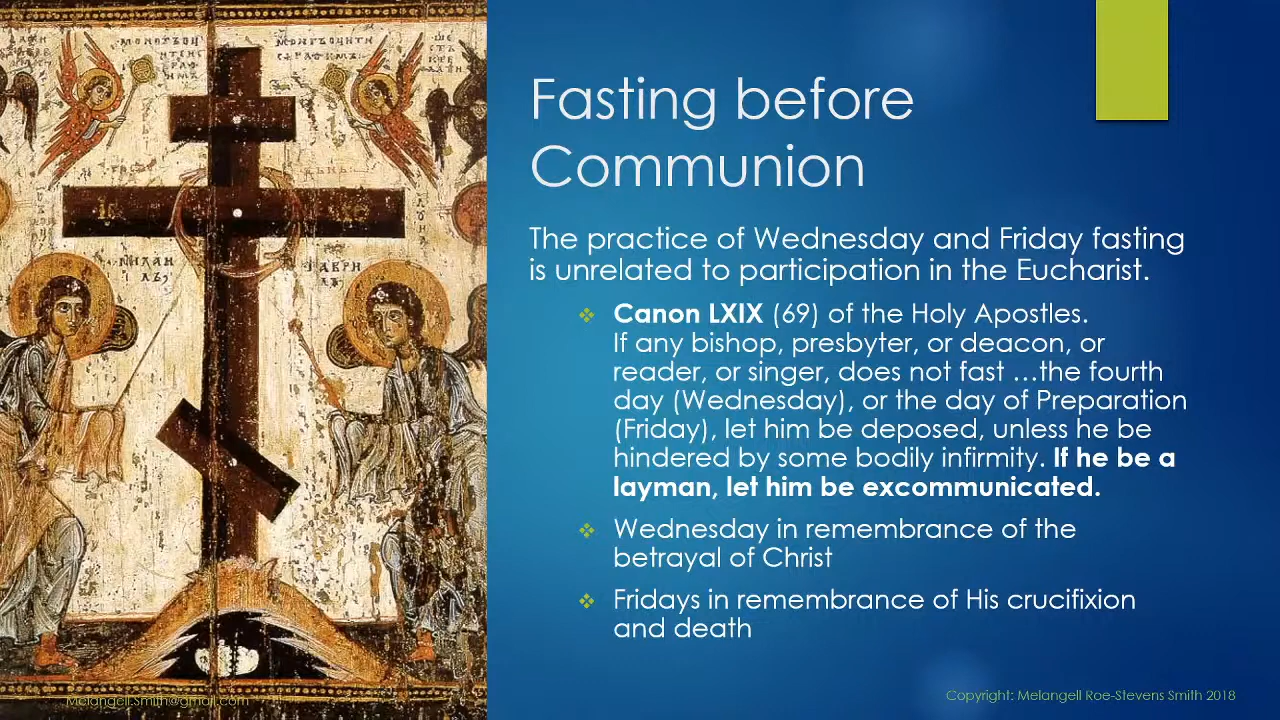 Fasting before
Communion
The practice of Wednesday and Friday fasting
is unrelated to participation in the Eucharist.
Canon LXIX (69) of the Holy Apostles.
If any bishop, presbyter, or deacon, or
reader, or singer, does not fast …the fourth
day (Wednesday), or the day of Preparation
(Friday), let him be deposed, unless he be
hindered by some bodily infirmity. If he be a
layman, let him be excommunicated.
Wednesday in remembrance of the
betrayal of Christ
Fridays in remembrance of His crucifixion
and death
Melangell.Smith@gmail.com
Copyright: Melangell Roe-Stevens Smith 2018